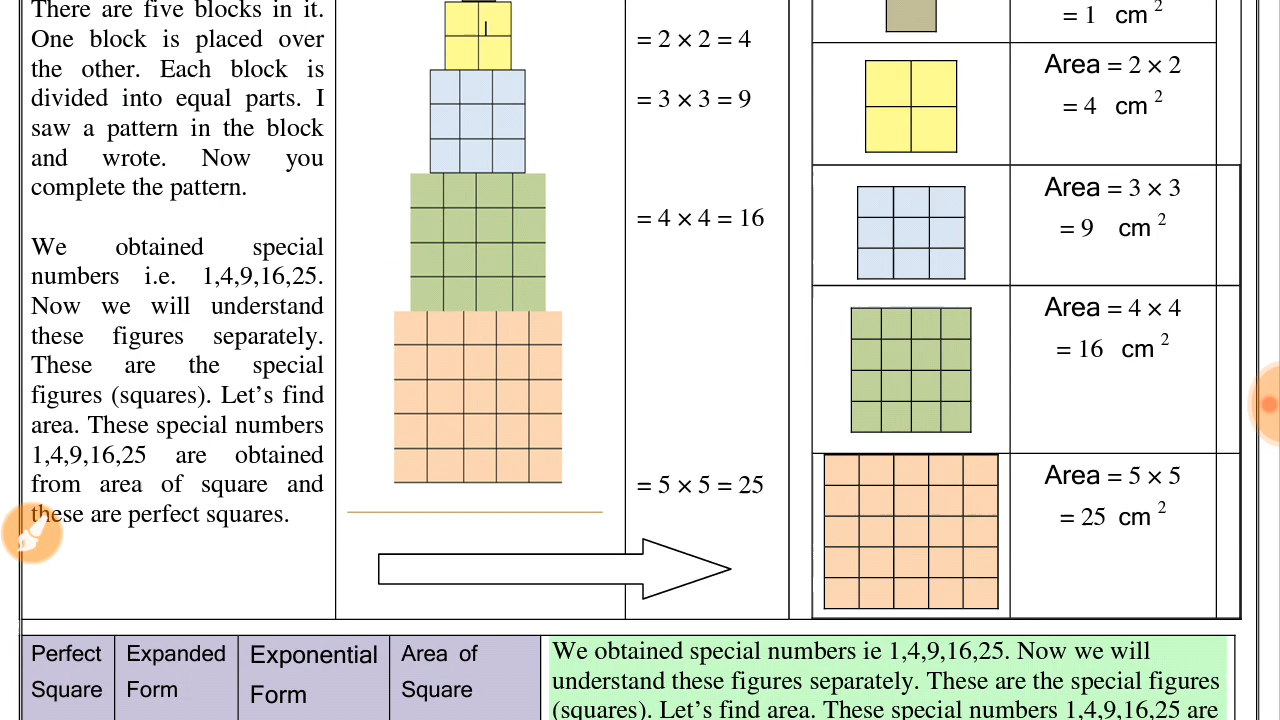 There are five blocks in it.
One block is placed over
the other. Each block is
divided into equal parts. I
saw a pattern in the block
and wrote. Now you
complete the pattern.
We obtained special
numbers i.e. 1,4,9,16,25.
Now we will understand
these figures separately.
These are the special
figures (squares). Let’s find
area. These special numbers
1,4,9,16,25 are obtained
from area of square and
these are perfect squares.
= 2 × 2 = 4
= 3 × 3 = 9
= 4 × 4 = 16
= 5 × 5 = 25
= 1 cm 2
Area = 2 × 2
= 4 cm 2
Area = 3 × 3
= 9 cm 2
Area = 4 × 4
= 16 cm 2
Area = 5 × 5
= 25 cm 2
Perfect
Square
Expanded
Form
Exponential
Form
Area of
Square
We obtained special numbers ie 1,4,9,16,25. Now we will
understand these figures separately. These are the special figures
(squares). Let’s find area. These special numbers 1,4,9,16,25 are